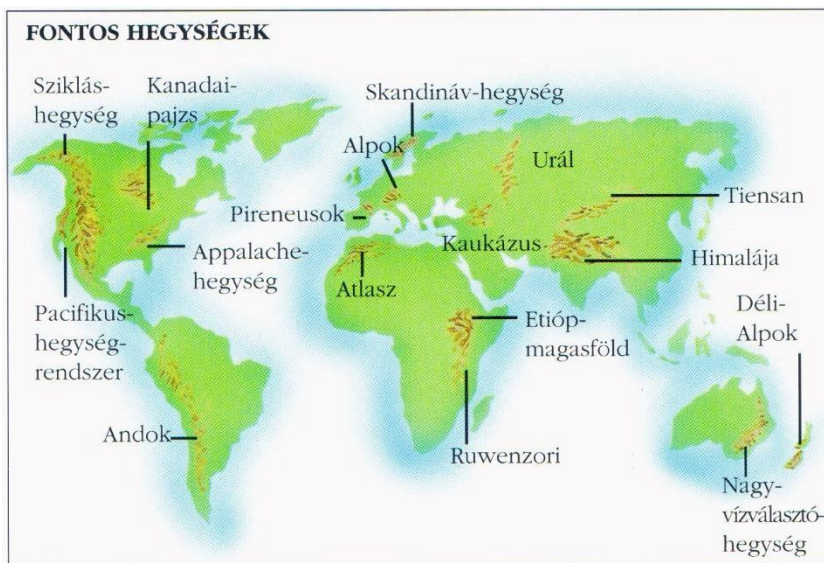 FONTOS HEGYSÉGEK
Sziklás-
hegység
Kanadai-
pajzs
Skandináv-hegység
Alpok
Urál
Tiensan
Pireneusok
Kaukázus
Himalája
Appalache-
hegység
Atlasz
Pacifikus-
hegység-
rendszer
Etióp-
magasföld
Déli-
Alpok
Andok
Ruwenzori
Nagy-
vízválasztó-
hegység